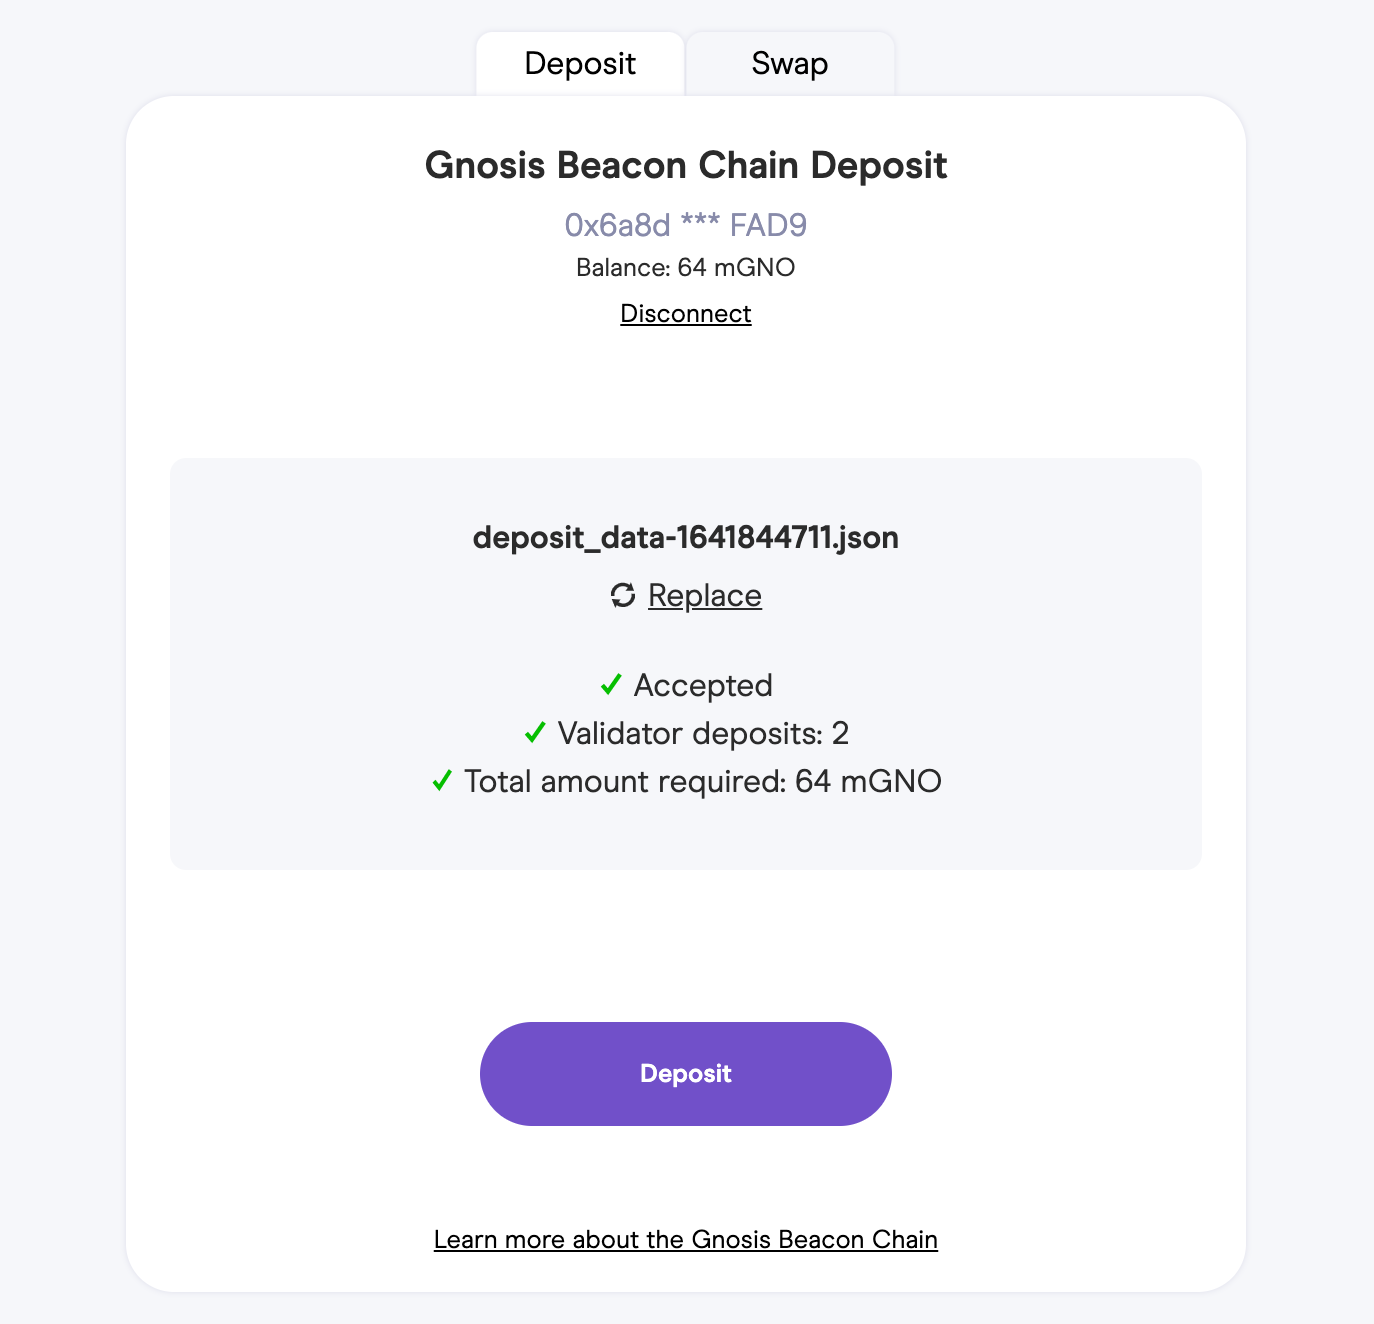 Deposit
Swap
Gnosis Beacon Chain Deposit
0x6a8d *** FAD9
Balance: 64 mGNO
Disconnect
deposit_data-1641844711.json
Replace
Accepted
Validator deposits: 2
Total amount required: 64 mGNO
Deposit
Learn more about the Gnosis Beacon Chain